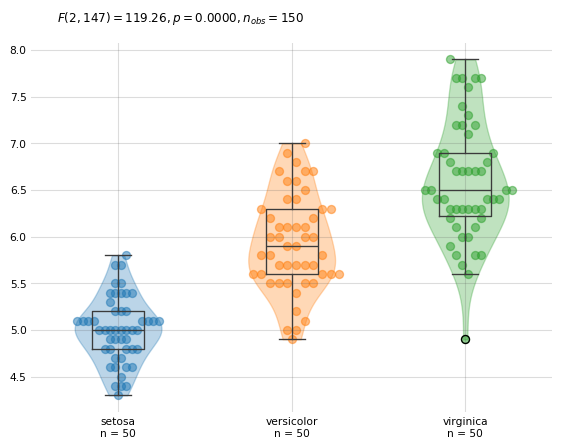 F(2, 147) = 119.26, p = 0.0000, n_obs = 150
8.0
7.5
7.0
6.5
6.0
5.5
5.0
4.5
setosa versicolor virginica
n = 50 n = 50 n = 50